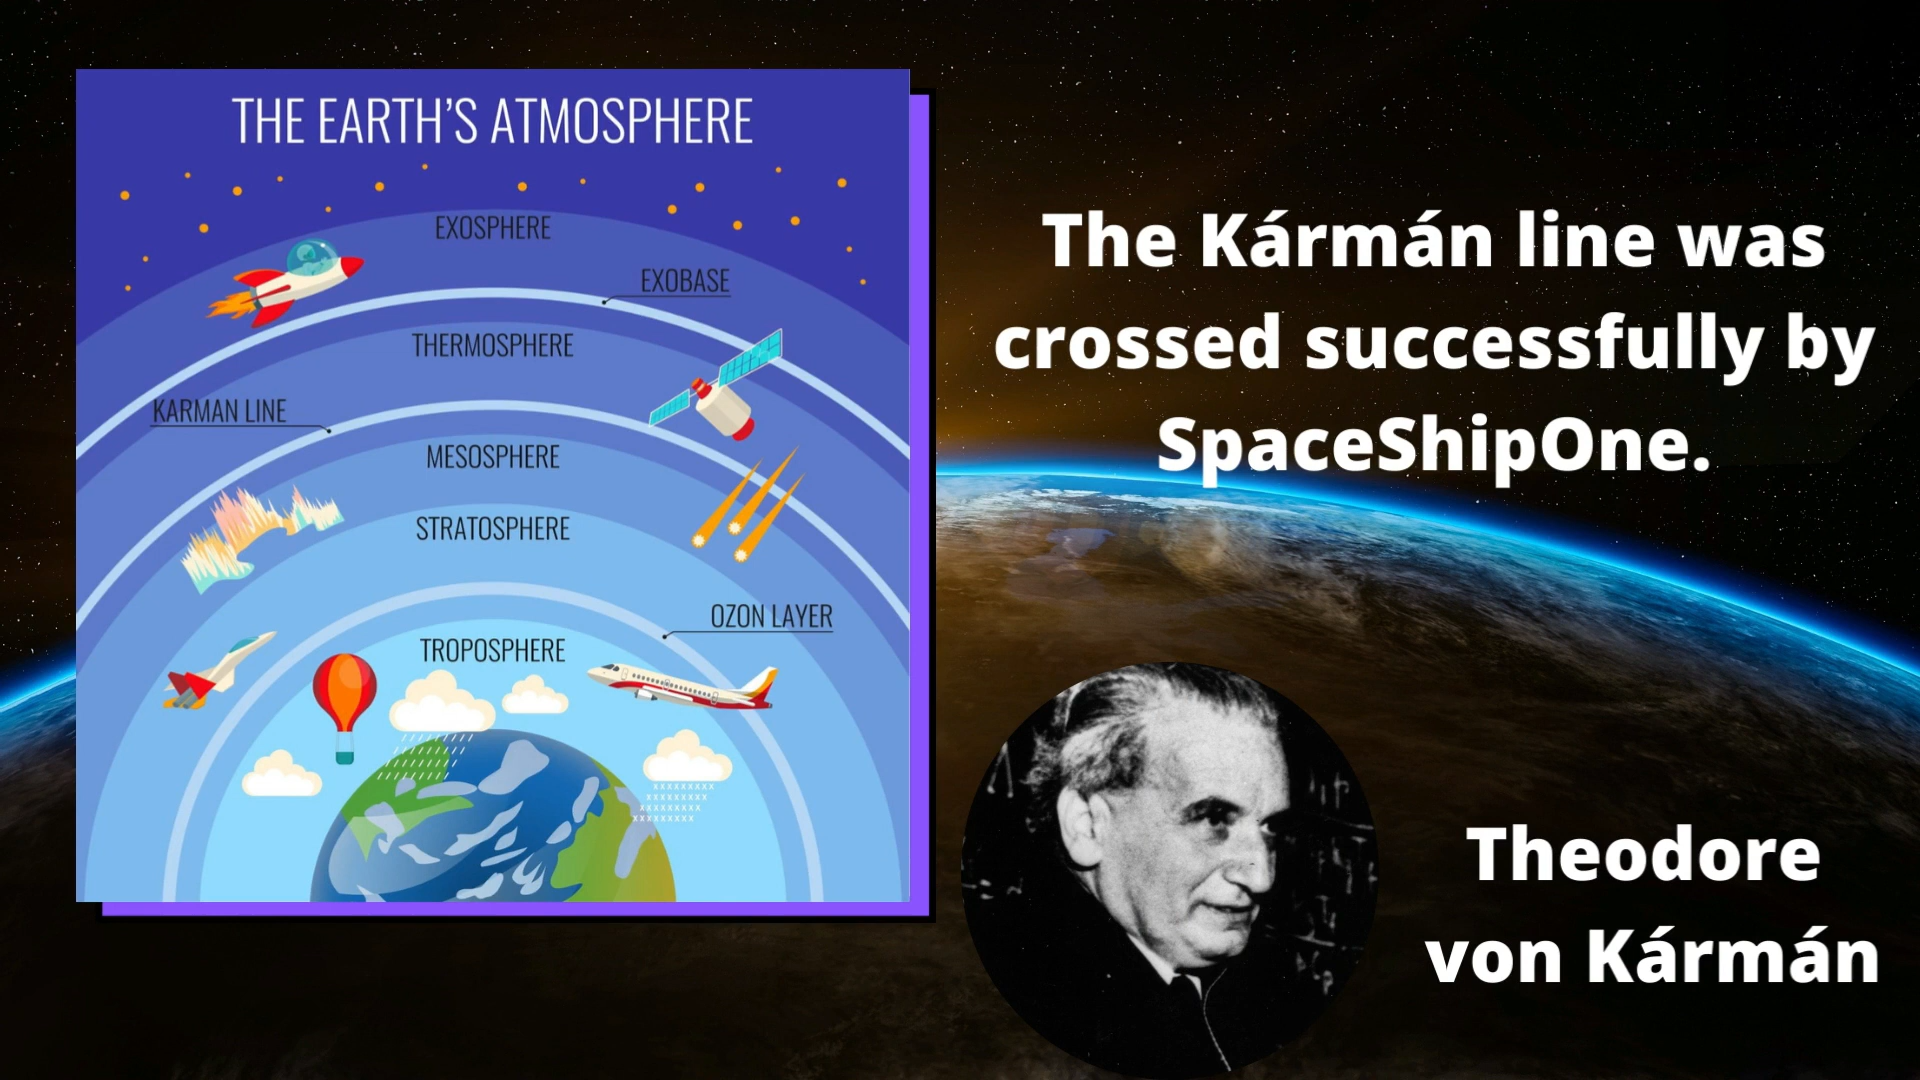 THE EARTH'S ATMOSPHERE
EXOSPHERE
EXOBASE
THERMOSPHERE
KARMAN LINE
MESOSPHERE
STRATOSPHERE
OZON LAYER
TROPOSPHERE
The Kármán line was
crossed successfully by
SpaceShipOne.
Theodore
von Kármán